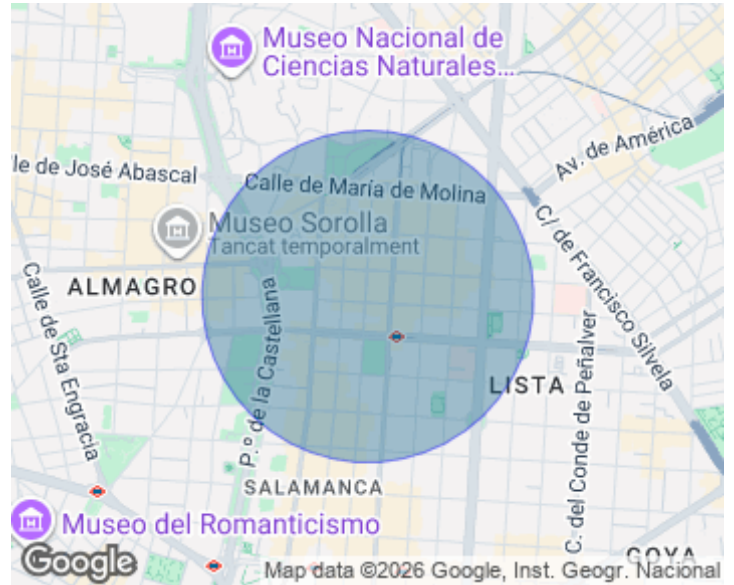 Museo Nacional de
Ciencias Naturales...
Av. de América
lle de José Abascal
Calle de María de Molina
Museo Sorolla
Tancat temporalment
C/ de Francisco Silvela
ALMAGRO
Calle de Sta Engracia
P.º de la Castellana
LISTA
C. del Conde de Peñalver
SALAMANCA
Museo del Romanticismo
GOYA
Google
Map data ©2026 Google, Inst. Geogr. Nacional